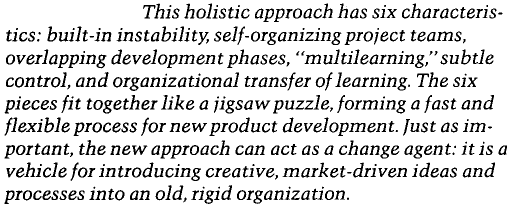 This holistic approach has six characteris-
tics: built-in instability, self-organizing project teams,
overlapping development phases, “multilearning,” subtle
control, and organizational transfer of learning. The six
pieces fit together like a jigsaw puzzle, forming a fast and
flexible process for new product development. Just as im-
portant, the new approach can act as a change agent: it is a
vehicle for introducing creative, market-driven ideas and
processes into an old, rigid organization.